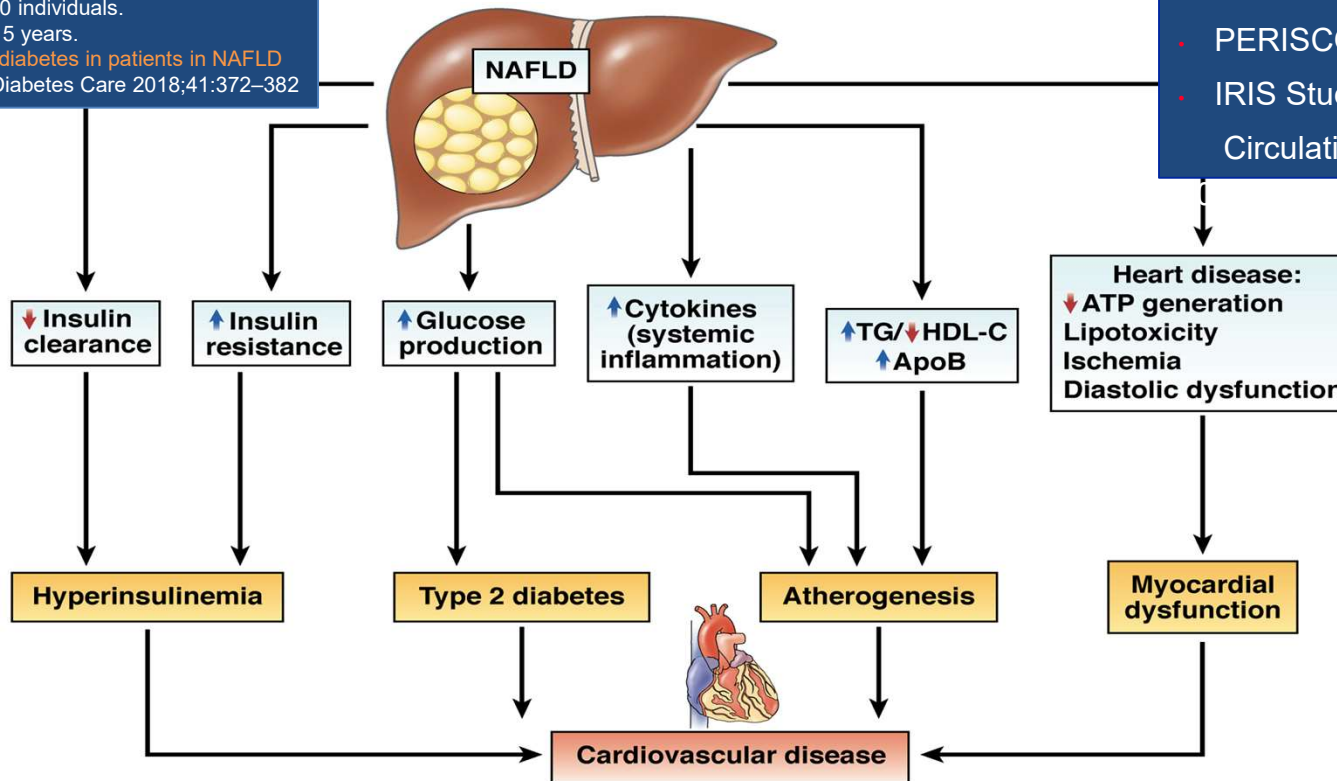 0 individuals.
5 years.
diabetes in patients in NAFLD
Diabetes Care 2018;41:372–382
NAFLD
PERISC
IRIS Stu
Circulati
↓Insulin
clearance
↑Insulin
resistance
↑Glucose
production
↑Cytokines
(systemic
inflammation)
↑TG/↓HDL-C
↑ApoB
Heart disease:
↓ATP generation
Lipotoxicity
Ischemia
Diastolic dysfunction
Hyperinsulinemia
Type 2 diabetes
Atherogenesis
Myocardial
dysfunction
Cardiovascular disease